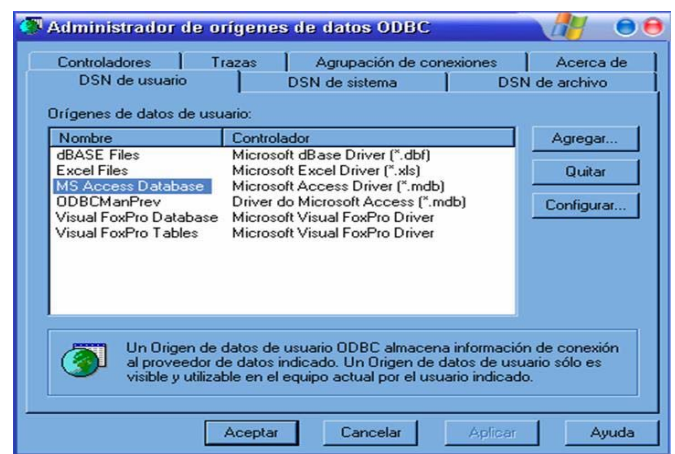 Administrador de orígenes de datos ODBC
Controladores Trazas Agrupación de conexiones Acerca de
DSN de usuario DSN de sistema DSN de archivo
Orígenes de datos de usuario:
Nombre Controlador
dBASE Files Microsoft dBase Driver (*.dbf)
Excel Files Microsoft Excel Driver (*.xls)
MS Access Database Microsoft Access Driver (*.mdb)
ODBCManPrev Driver do Microsoft Access (*.mdb)
Visual FoxPro Database Microsoft Visual FoxPro Driver
Visual FoxPro Tables Microsoft Visual FoxPro Driver
Agregar...
Quitar
Configurar...
Un Origen de datos de usuario ODBC almacena información de conexión
al proveedor de datos indicado. Un Origen de datos de usuario sólo es
visible y utilizable en el equipo actual por el usuario indicado.
Aceptar Cancelar Aplicar Ayuda